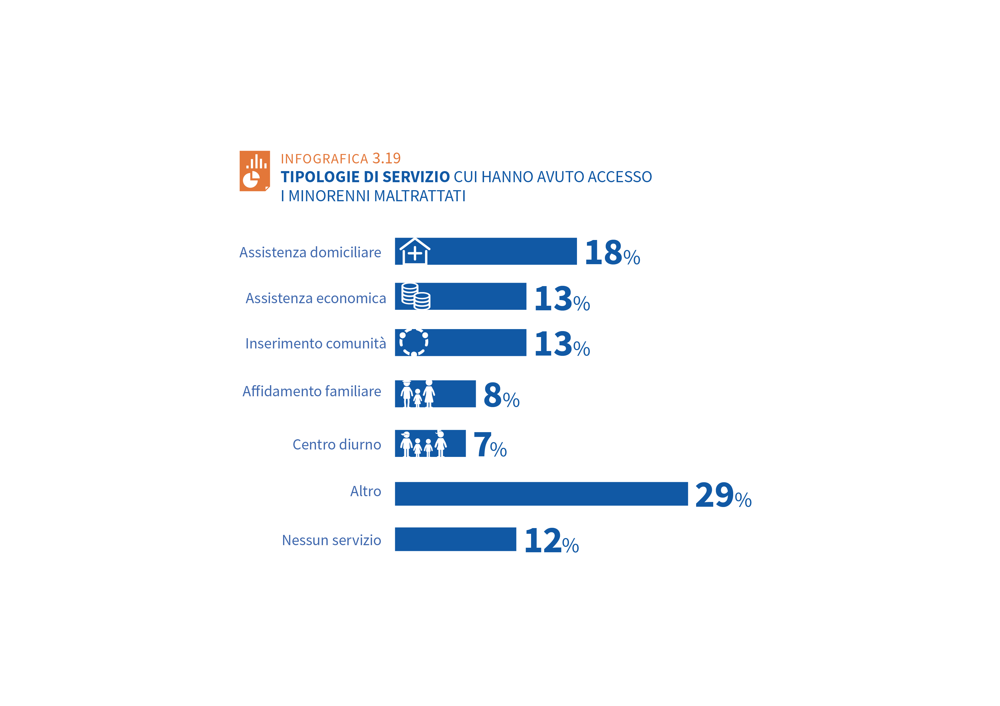 INFOGRAFICA 3.19
TIPOLOGIE DI SERVIZIO CUI HANNO AVUTO ACCESSO
I MINORENNI MALTRATTATI
Assistenza domiciliare 18%
Assistenza economica 13%
Inserimento comunità 13%
Affidamento familiare 8%
Centro diurno 7%
Altro 29%
Nessun servizio 12%